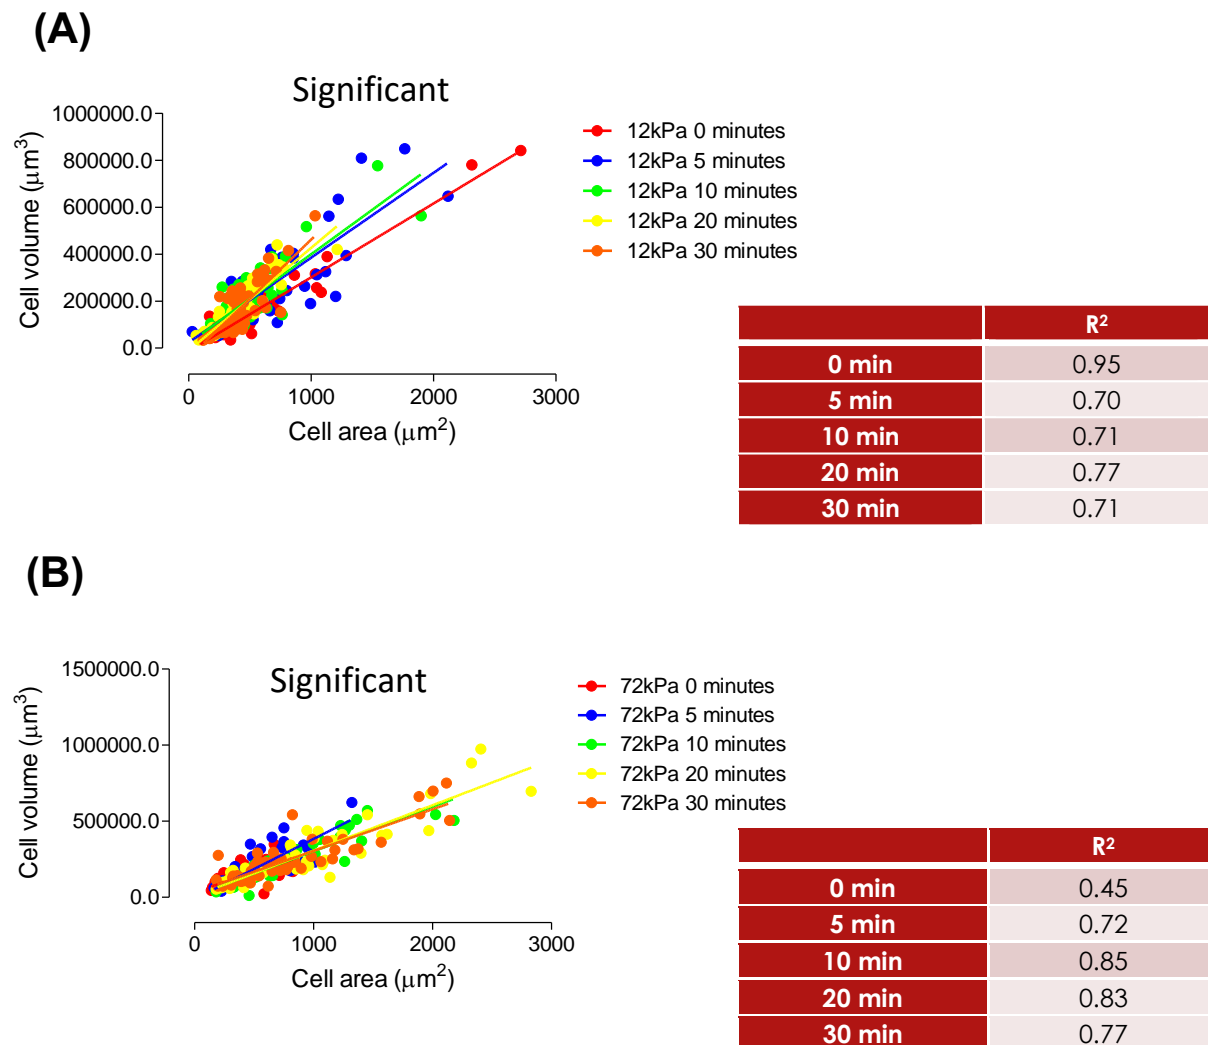 (A)
Significant
Cell volume (μm³)
1000000.0
800000.0
600000.0
400000.0
200000.0
0.0
0 1000 2000 3000
Cell area (μm²)
12kPa 0 minutes
12kPa 5 minutes
12kPa 10 minutes
12kPa 20 minutes
12kPa 30 minutes
R²
0 min 0.95
5 min 0.70
10 min 0.71
20 min 0.77
30 min 0.71
(B)
Significant
Cell volume (μm³)
1500000.0
1000000.0
500000.0
0.0
0 1000 2000 3000
Cell area (μm²)
72kPa 0 minutes
72kPa 5 minutes
72kPa 10 minutes
72kPa 20 minutes
72kPa 30 minutes
R²
0 min 0.45
5 min 0.72
10 min 0.85
20 min 0.83
30 min 0.77